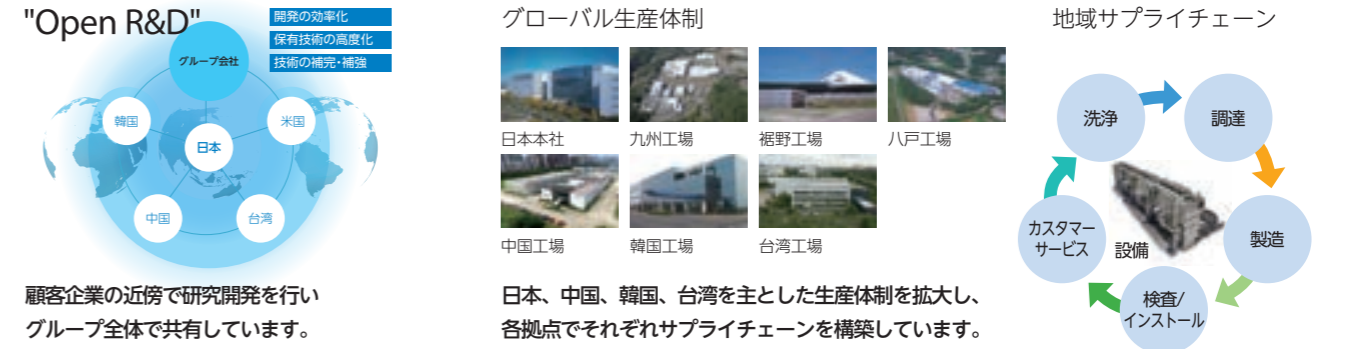 "Open R&D"
開発の効率化
保有技術の高度化
技術の補完・補強
グループ会社
韓国
米国
日本
中国
台湾
顧客企業の近傍で研究開発を行い
グループ全体で共有しています。
グローバル生産体制
日本本社
九州工場
裾野工場
八戸工場
中国工場
韓国工場
台湾工場
日本、中国、韓国、台湾を主とした生産体制を拡大し、
各拠点でそれぞれサプライチェーンを構築しています。
地域サプライチェーン
洗浄
調達
カスタマー
サービス
設備
製造
検査/
インストール